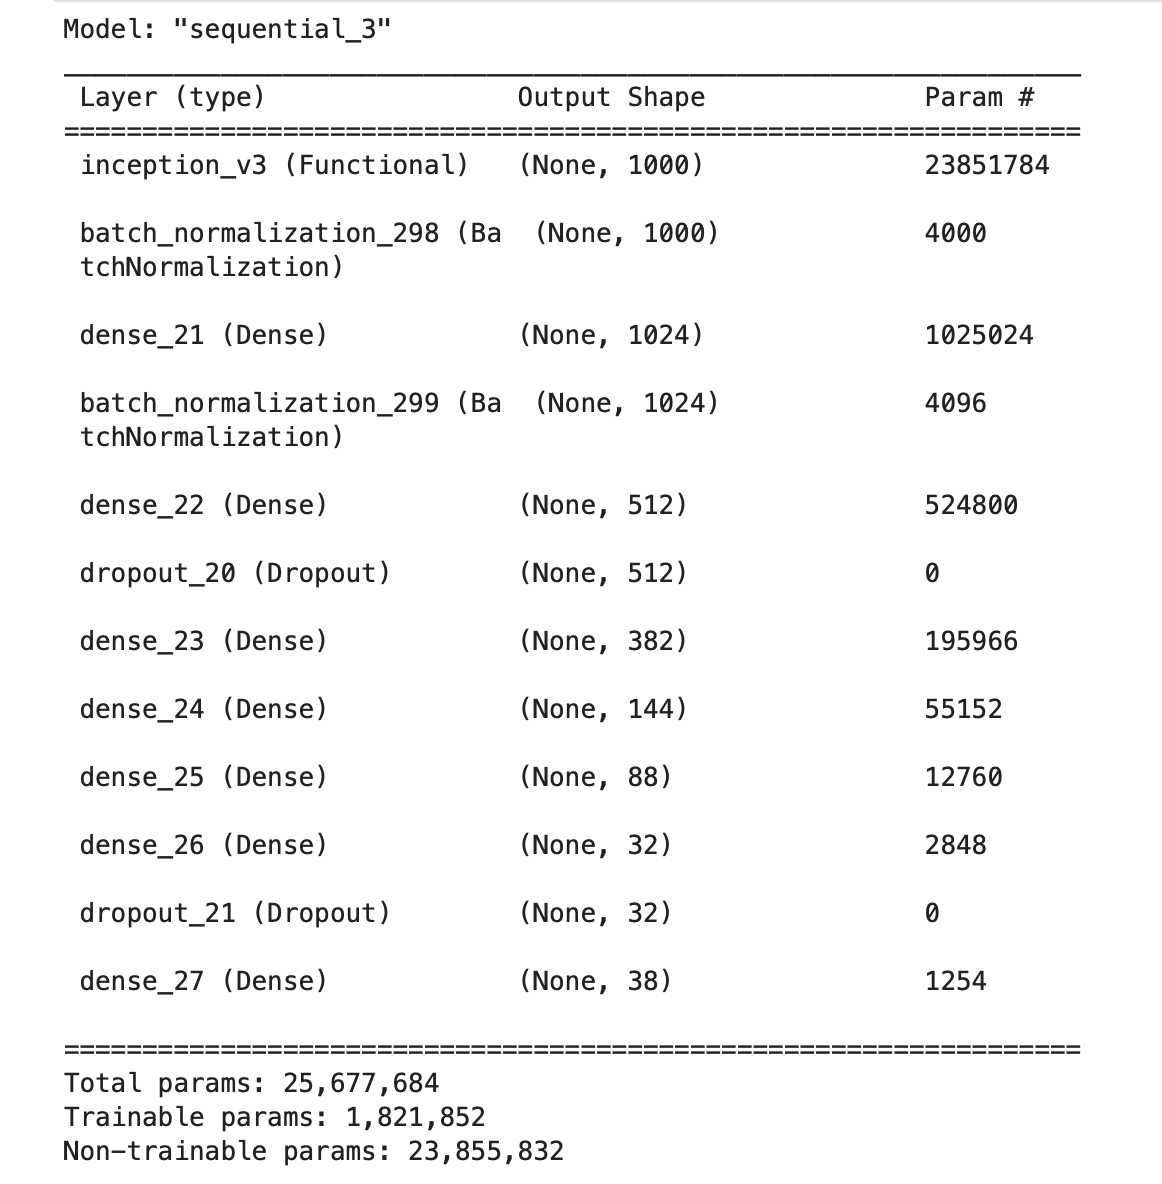 Model: "sequential_3"
Layer (type) Output Shape Param #
inception_v3 (Functional) (None, 1000) 23851784
batch_normalization_298 (Ba (None, 1000) 4000
tchNormalization)
dense_21 (Dense) (None, 1024) 1025024
batch_normalization_299 (Ba (None, 1024) 4096
tchNormalization)
dense_22 (Dense) (None, 512) 524800
dropout_20 (Dropout) (None, 512) 0
dense_23 (Dense) (None, 382) 195966
dense_24 (Dense) (None, 144) 55152
dense_25 (Dense) (None, 88) 12760
dense_26 (Dense) (None, 32) 2848
dropout_21 (Dropout) (None, 32) 0
dense_27 (Dense) (None, 38) 1254
Total params: 25,677,684
Trainable params: 1,821,852
Non-trainable params: 23,855,832